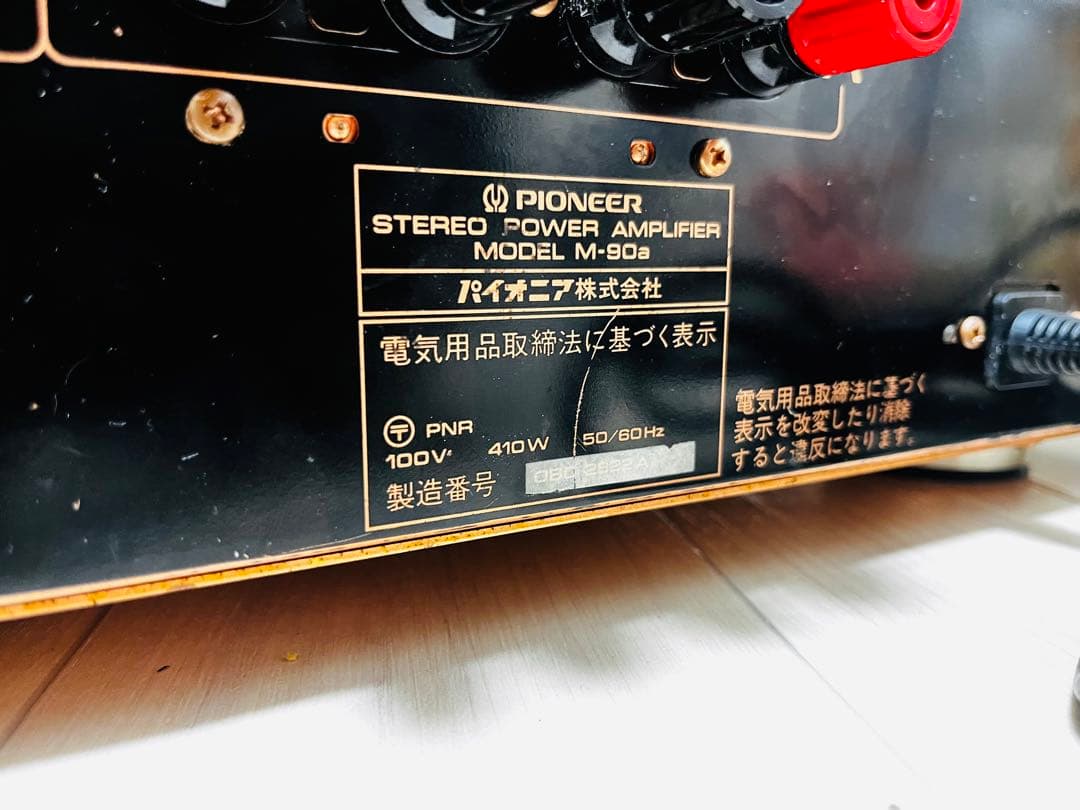 PIONEER
STEREO POWER AMPLIFIER
MODEL M-90a
パイオニア株式会社
電気用品取締法に基づく表示
〒 PNR
100V 410W 50/60Hz
製造番号
電気用品取締法に基づく
表示を改変したり消除
すると違反になります。